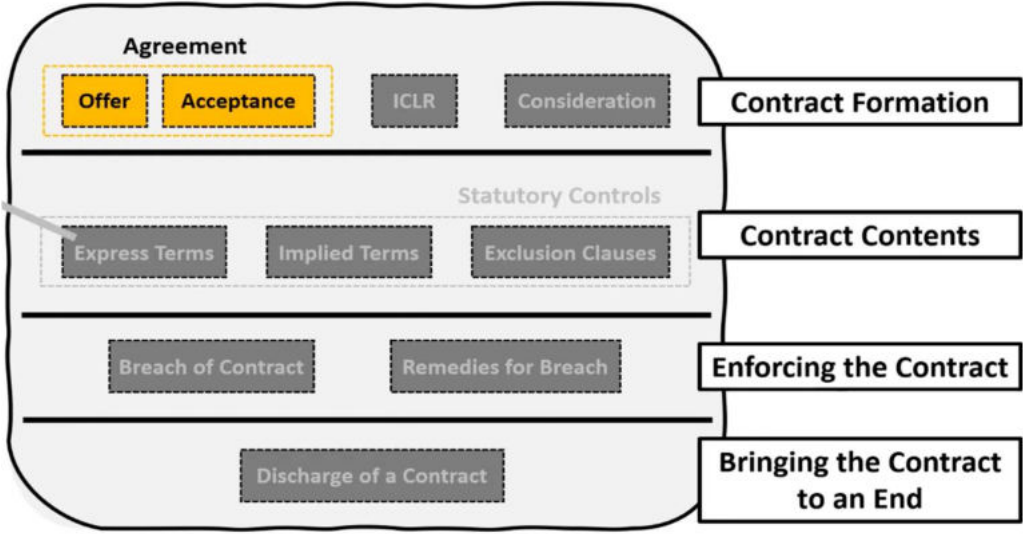 Agreement
Offer Acceptance ICLR Consideration Contract Formation
Statutory Controls
Express Terms Implied Terms Exclusion Clauses Contract Contents
Breach of Contract Remedies for Breach Enforcing the Contract
Discharge of a Contract Bringing the Contract
to an End